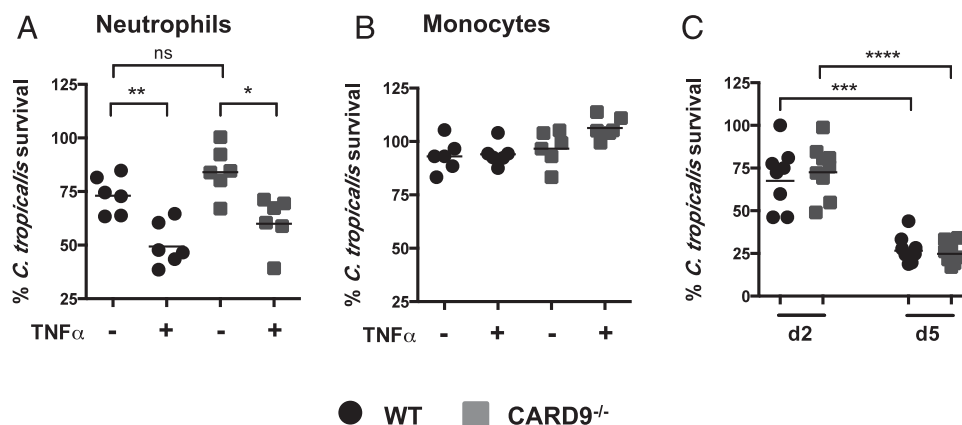 A
Neutrophils
ns
**
*
% C. tropicalis survival
125
100
75
50
25
TNFα
-
+
-
+
B
Monocytes
% C. tropicalis survival
125
100
75
50
25
TNFα
-
+
-
+
C
****
***
% C. tropicalis survival
125
100
75
50
25
0
d2
d5
WT
CARD9-/-